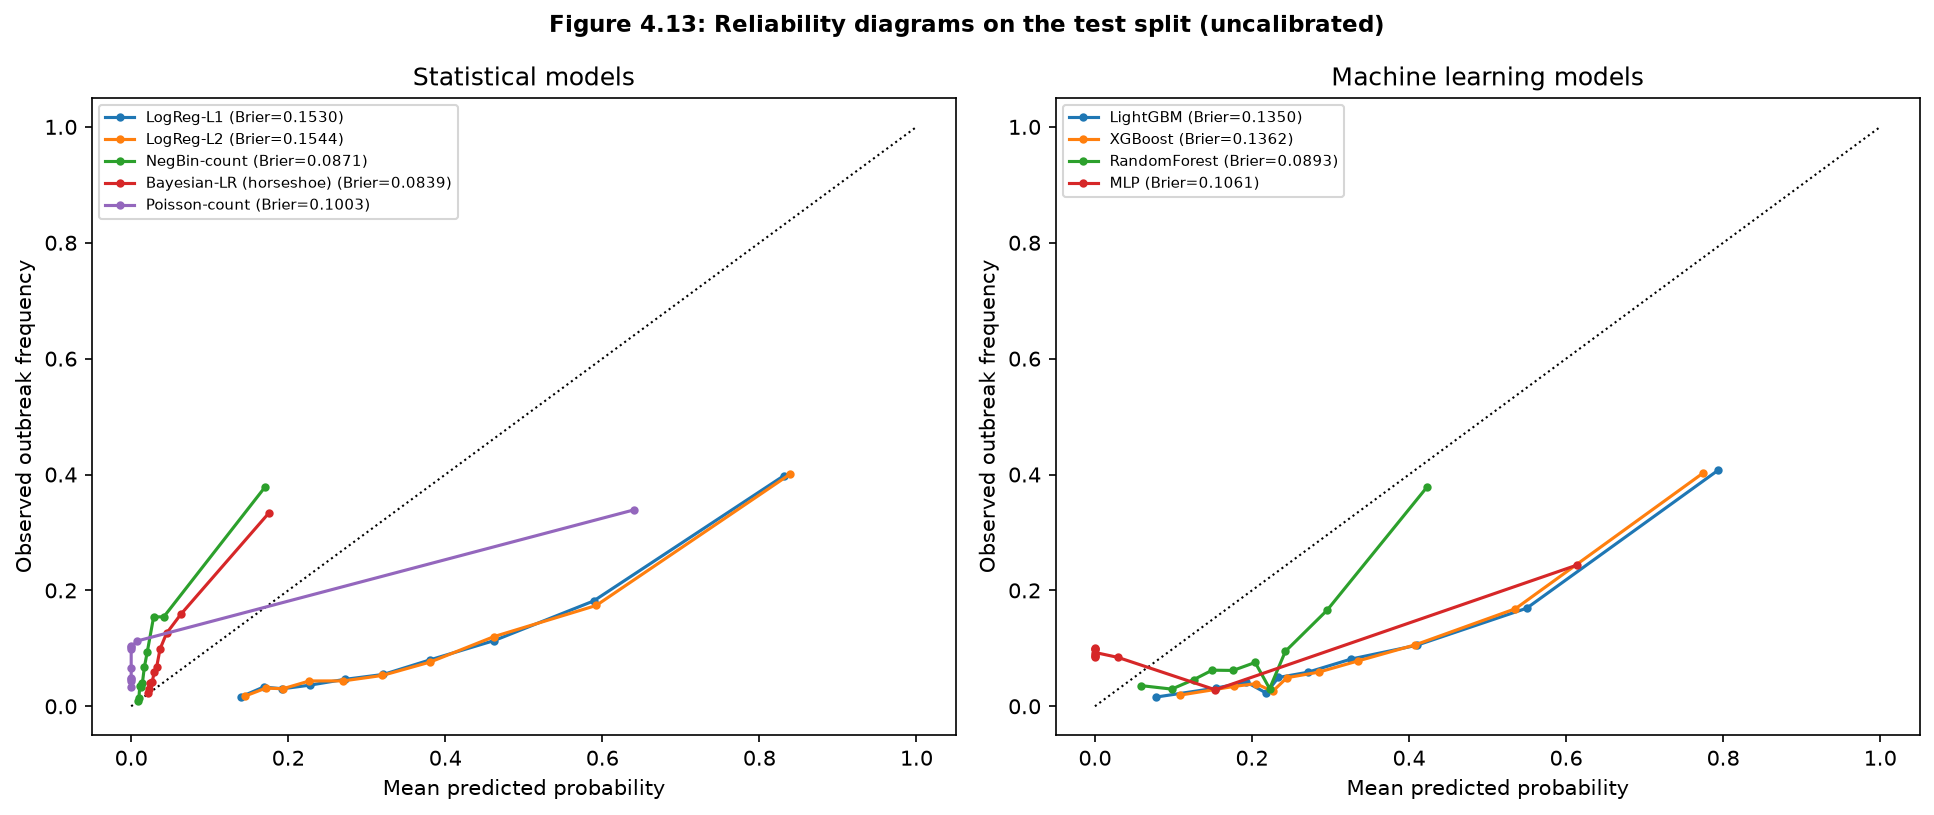 Figure 4.13: Reliability diagrams on the test split (uncalibrated)
Statistical models
LogReg-L1 (Brier=0.1530)
LogReg-L2 (Brier=0.1544)
NegBin-count (Brier=0.0871)
Bayesian-LR (horseshoe) (Brier=0.0839)
Poisson-count (Brier=0.1003)
Observed outbreak frequency
1.0
0.8
0.6
0.4
0.2
0.0
0.0 0.2 0.4 0.6 0.8 1.0
Mean predicted probability
Machine learning models
LightGBM (Brier=0.1350)
XGBoost (Brier=0.1362)
RandomForest (Brier=0.0893)
MLP (Brier=0.1061)
Observed outbreak frequency
1.0
0.8
0.6
0.4
0.2
0.0
0.0 0.2 0.4 0.6 0.8 1.0
Mean predicted probability